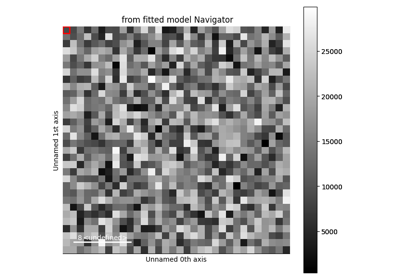 from fitted model Navigator
25000
20000
15000
10000
5000
Unnamed 1st axis
Unnamed 0th axis